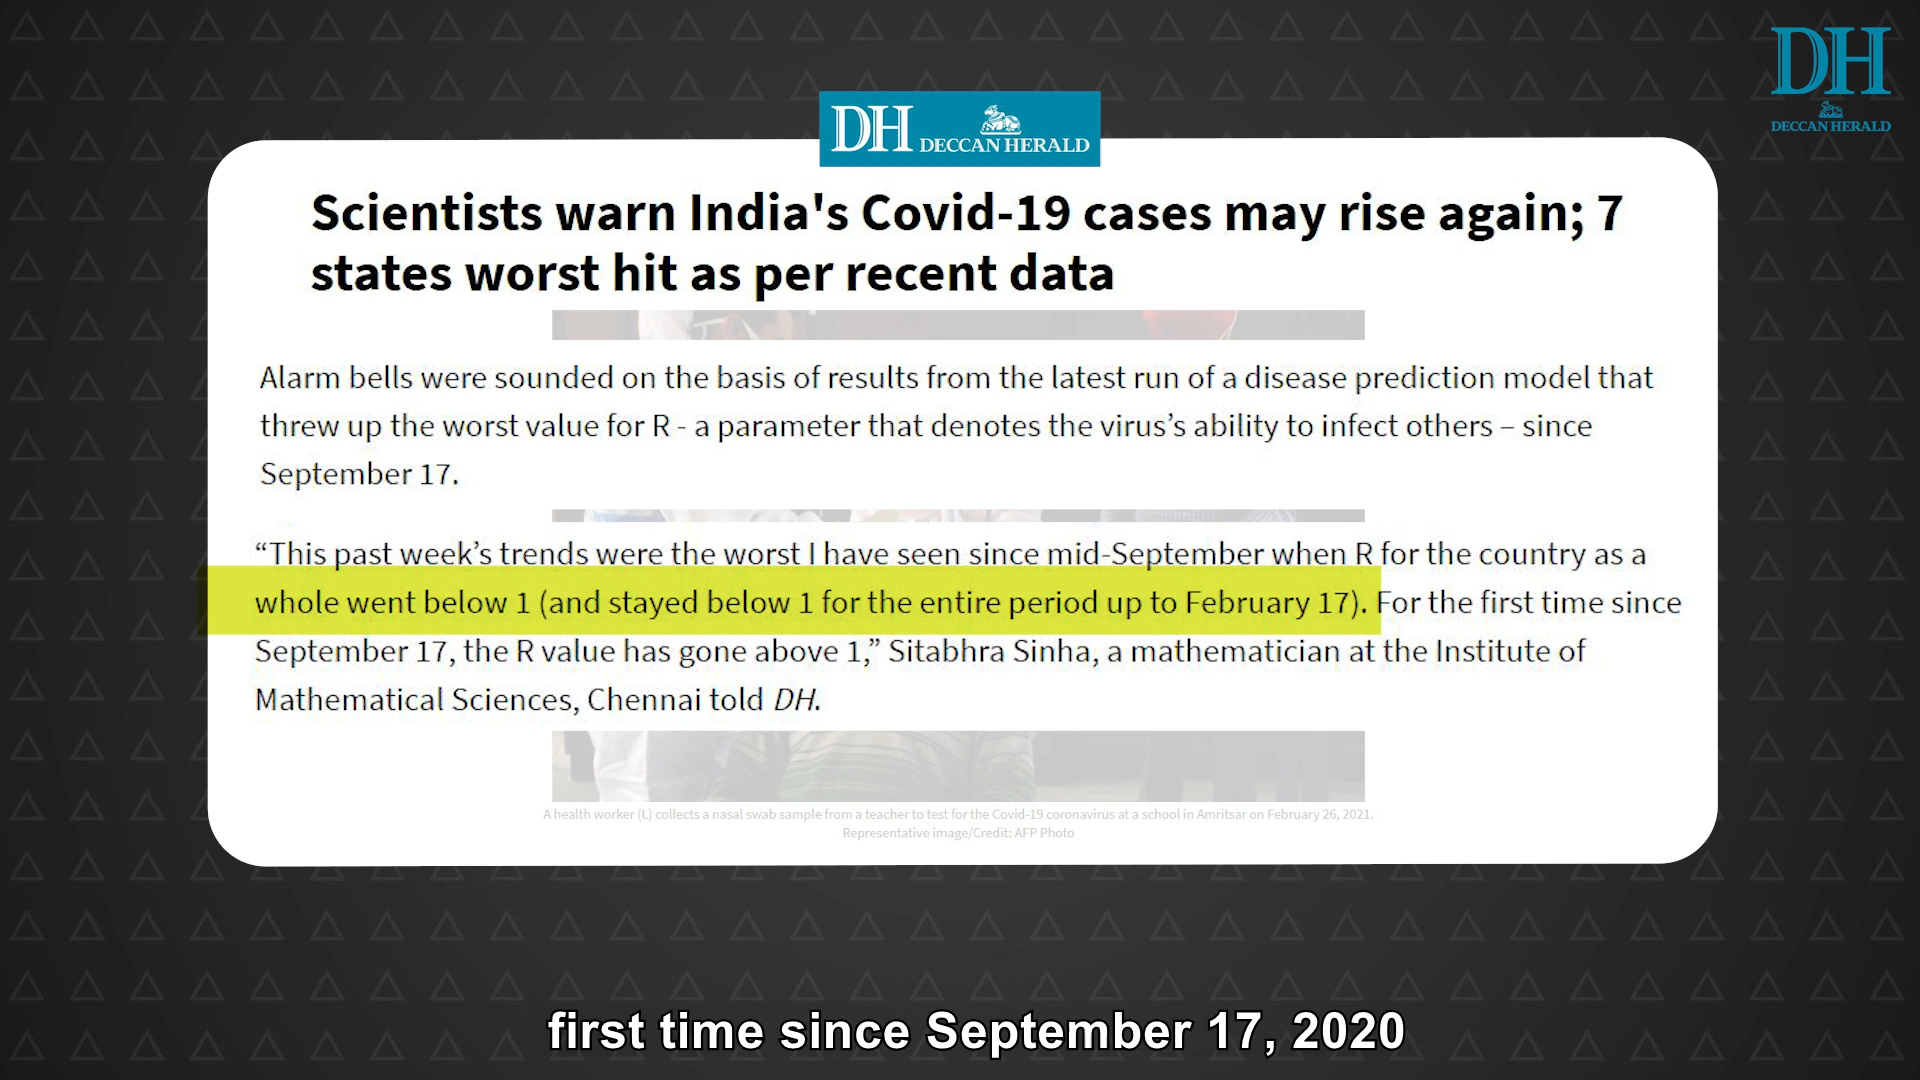 DH
DECCAN HERALD
DH DECCAN HERALD
Scientists warn India's Covid-19 cases may rise again; 7
states worst hit as per recent data
Alarm bells were sounded on the basis of results from the latest run of a disease prediction model that
threw up the worst value for R - a parameter that denotes the virus’s ability to infect others – since
September 17.
“This past week’s trends were the worst I have seen since mid-September when R for the country as a
whole went below 1 (and stayed below 1 for the entire period up to February 17). For the first time since
September 17, the R value has gone above 1,” Sitabhra Sinha, a mathematician at the Institute of
Mathematical Sciences, Chennai told DH.
A health worker (L) collects a nasal swab sample from a teacher to test for the Covid-19 coronavirus at a school in Amritsar on February 26, 2021.
Representative image/Credit: AFP Photo
first time since September 17, 2020